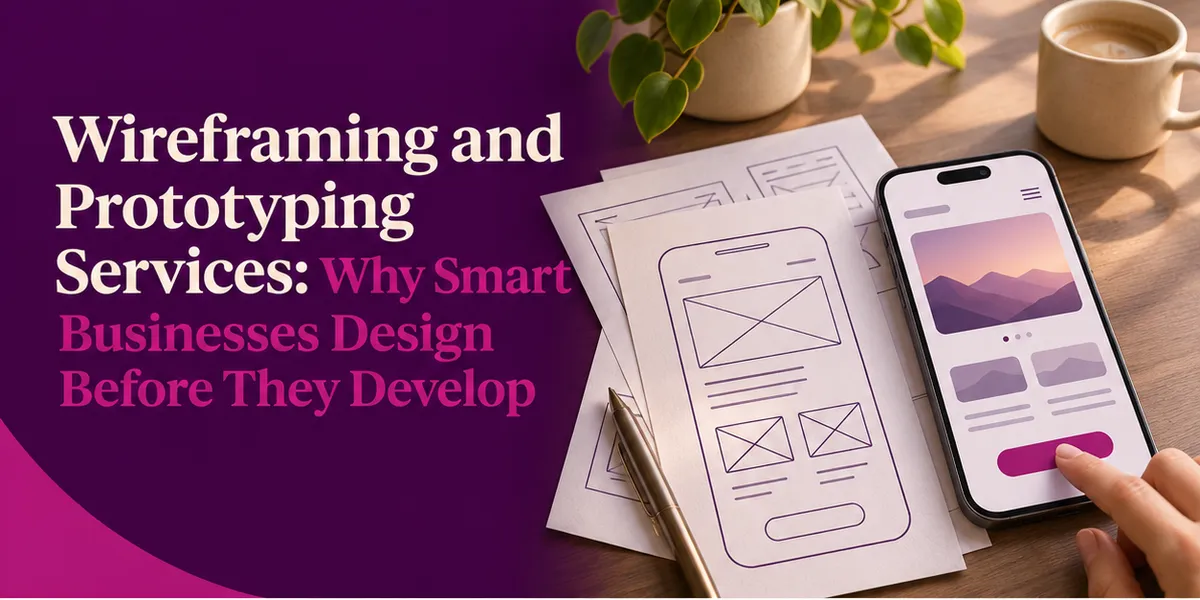 Wireframing and
Prototyping
Services: Why Smart
Businesses Design
Before They Develop